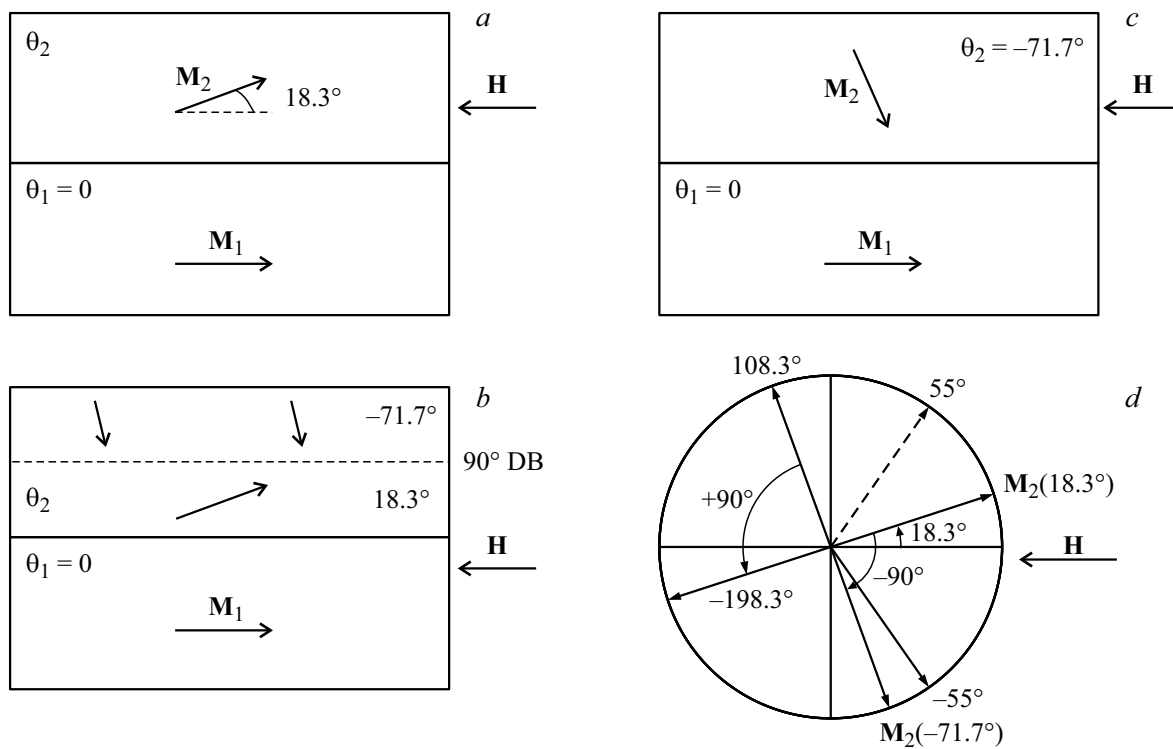 a
θ2
M2
18.3°
H
θ1 = 0
M1
c
θ2 = –71.7°
M2
H
θ1 = 0
M1
b
–71.7°
90° DB
θ2
18.3°
H
θ1 = 0
M1
d
108.3°
55°
+90°
M2(18.3°)
18.3°
H
–90°
–198.3°
–55°
M2(–71.7°)